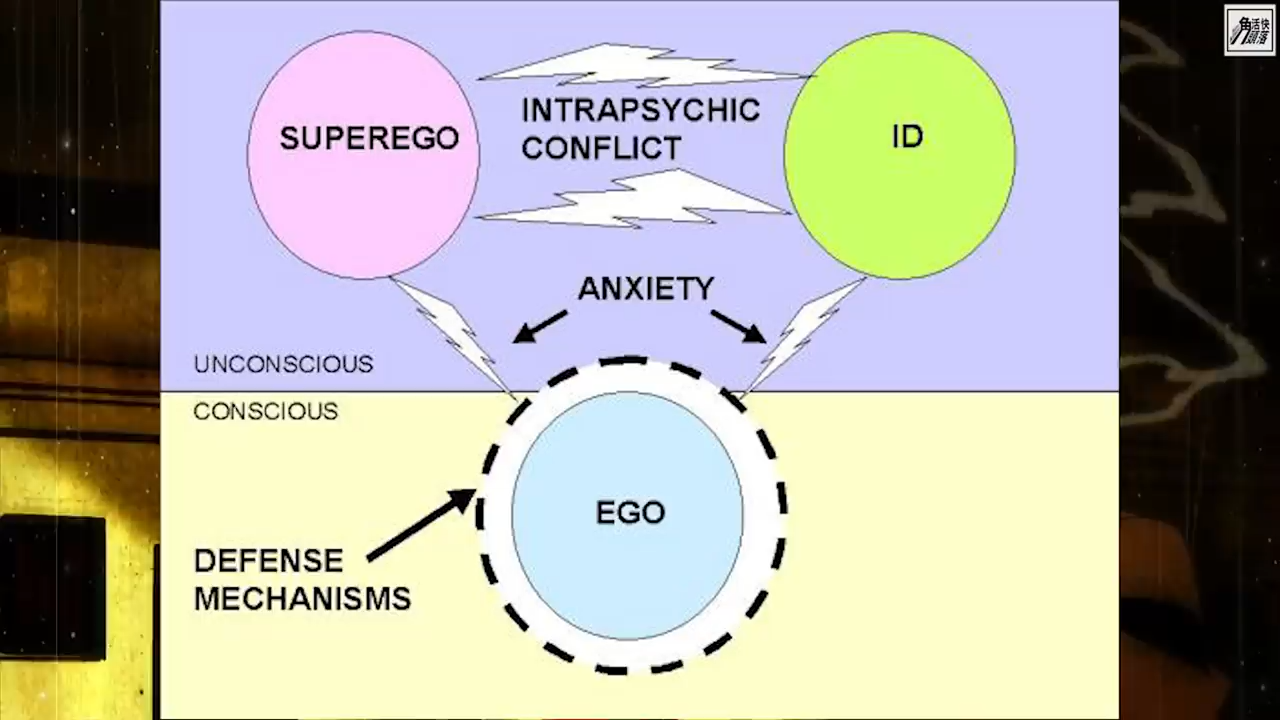 SUPEREGO
INTRAPSYCHIC
CONFLICT
ID
ANXIETY
UNCONSCIOUS
CONSCIOUS
EGO
DEFENSE
MECHANISMS